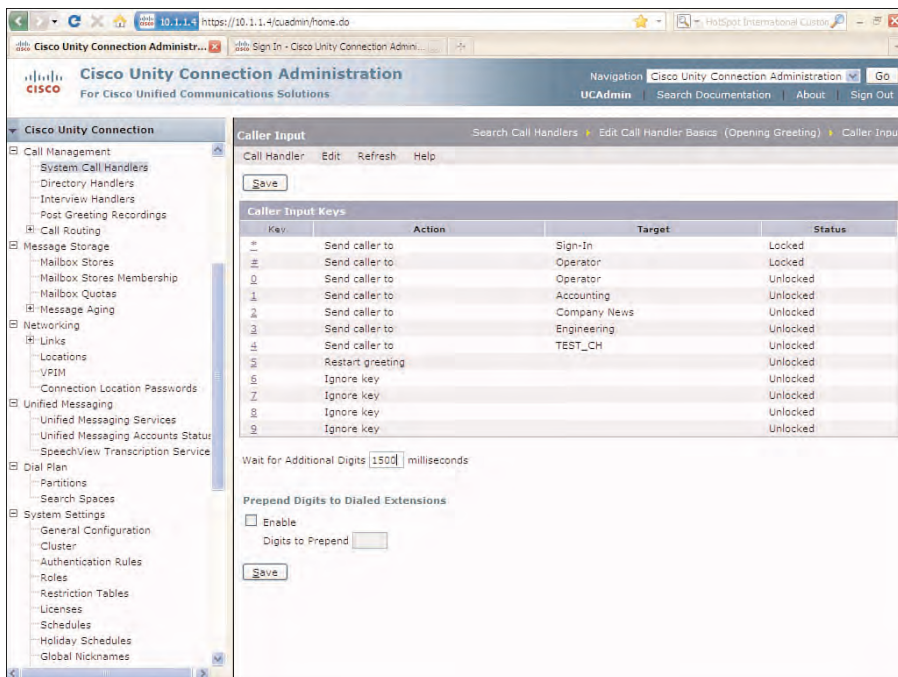 10.1.1.4 https://10.1.1.4/cuadmin/home.do
HotSpot International Custon
Cisco Unity Connection Administr...
Sign In - Cisco Unity Connection Admini...
CISCO
Cisco Unity Connection Administration
For Cisco Unified Communications Solutions
Navigation Cisco Unity Connection Administration Go
UCAdmin | Search Documentation | About | Sign Out
Cisco Unity Connection
Call Management
System Call Handlers
Directory Handlers
Interview Handlers
Post Greeting Recordings
Call Routing
Message Storage
Mailbox Stores
Mailbox Stores Membership
Mailbox Quotas
Message Aging
Networking
Links
Locations
VPIM
Connection Location Passwords
Unified Messaging
Unified Messaging Services
Unified Messaging Accounts Status
SpeechView Transcription Service
Dial Plan
Partitions
Search Spaces
System Settings
General Configuration
Cluster
Authentication Rules
Roles
Restriction Tables
Licenses
Schedules
Holiday Schedules
Global Nicknames
Caller Input
Search Call Handlers Edit Call Handler Basics (Opening Greeting) Caller Inpu
Call Handler Edit Refresh Help
Save
Caller Input Keys
Key Action Target Status
* Send caller to Sign-In Locked
# Send caller to Operator Locked
0 Send caller to Operator Unlocked
1 Send caller to Accounting Unlocked
2 Send caller to Company News Unlocked
3 Send caller to Engineering Unlocked
4 Send caller to TEST_CH Unlocked
5 Restart greeting Unlocked
6 Ignore key Unlocked
7 Ignore key Unlocked
8 Ignore key Unlocked
9 Ignore key Unlocked
Wait for Additional Digits 1500 milliseconds
Prepend Digits to Dialed Extensions
Enable
Digits to Prepend
Save